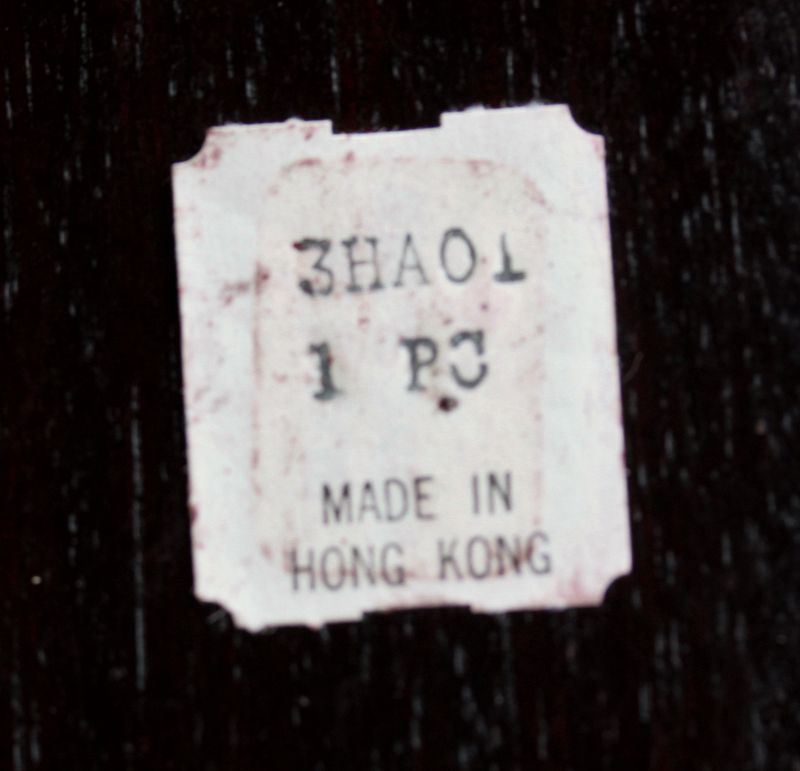 3HA01
1 PC
MADE IN
HONG KONG